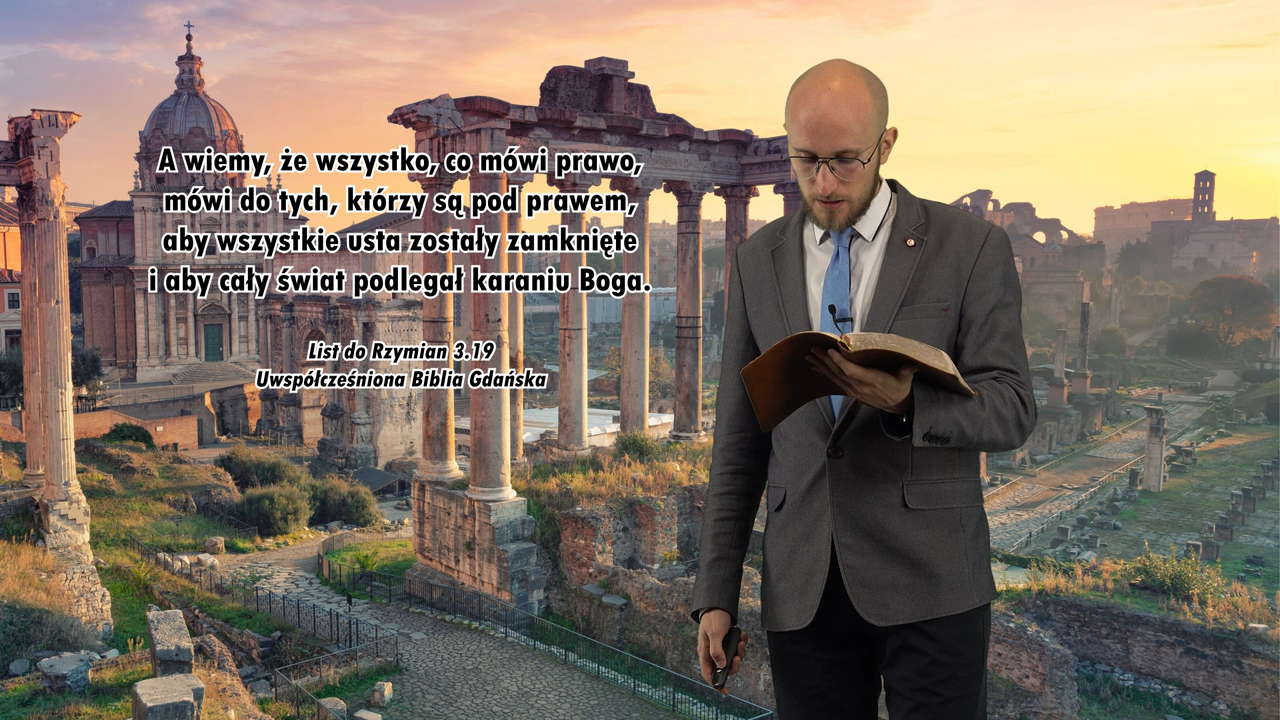 A wiemy, że wszystko, co mówi prawo,
mówi do tych, którzy są pod prawem,
aby wszystkie usta zostały zamknięte
i aby cały świat podlegał karaniu Boga.
List do Rzymian 3.19
Uwspółcześniona Biblia Gdańska